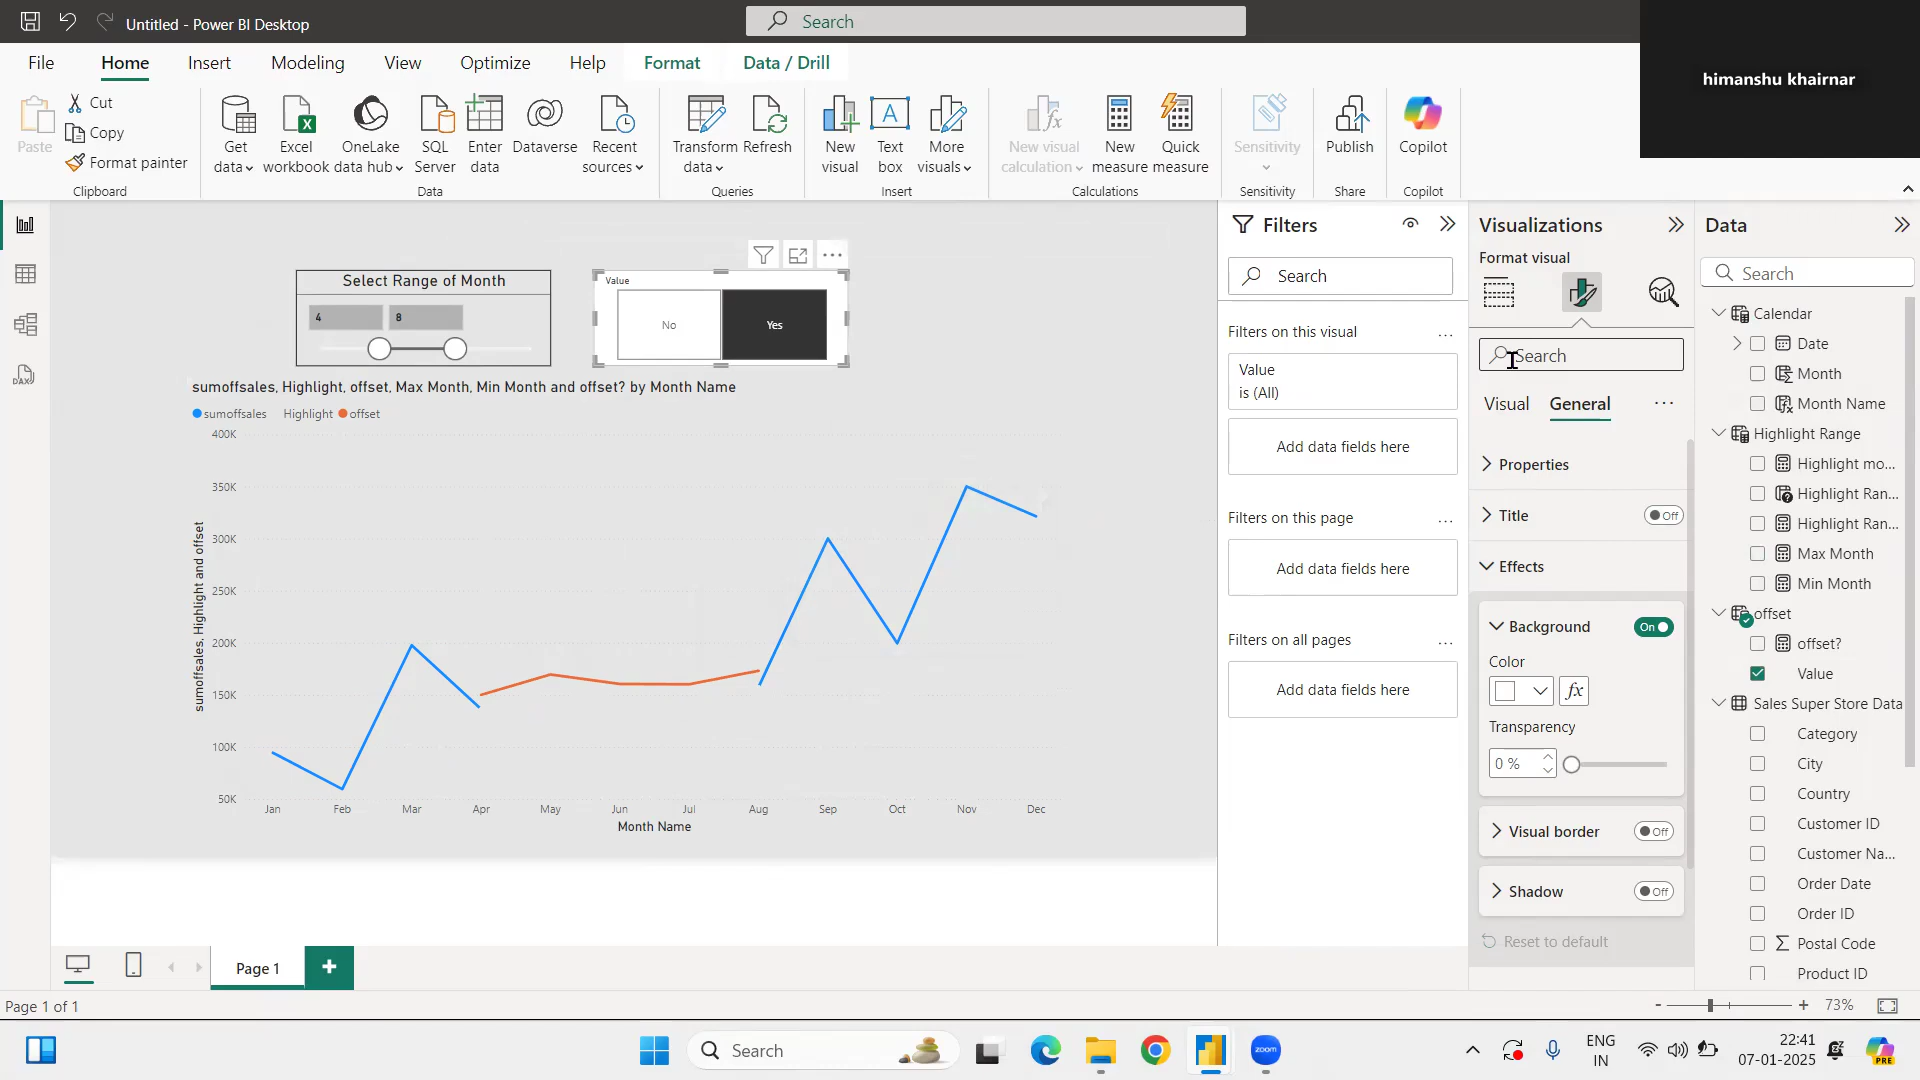 Untitled - Power BI Desktop
Search
himanshu khairnar
File
Home
Insert
Modeling
View
Optimize
Help
Format
Data / Drill
Paste
Cut
Copy
Format painter
Clipboard
Get data
Excel workbook
OneLake data hub
SQL Server
Enter data
Dataverse
Recent sources
Data
Transform data
Refresh
Queries
New visual
Text box
More visuals
Insert
New visual calculation
New measure
Quick measure
Calculations
Sensitivity
Sensitivity
Publish
Share
Copilot
Copilot
Select Range of Month
4
8
Value
No
Yes
sumoffsales, Highlight, offset, Max Month, Min Month and offset? by Month Name
sumoffsales
Highlight
offset
400K
350K
300K
250K
200K
150K
100K
50K
sumoffsales, Highlight and offset
Jan
Feb
Mar
Apr
May
Jun
Jul
Aug
Sep
Oct
Nov
Dec
Month Name
Filters
Search
Filters on this visual
Value
is (All)
Add data fields here
Filters on this page
Add data fields here
Filters on all pages
Add data fields here
Visualizations
Format visual
Search
Visual
General
Properties
Title
Off
Effects
Background
On
Color
fx
Transparency
0 %
Visual border
Off
Shadow
Off
Reset to default
Data
Search
Calendar
Date
Month
Month Name
Highlight Range
Highlight mo...
Highlight Ran...
Highlight Ran...
Max Month
Min Month
offset
offset?
Value
Sales Super Store Data
Category
City
Country
Customer ID
Customer Na...
Order Date
Order ID
Postal Code
Product ID
Page 1
Page 1 of 1
73%
Search
zoom
ENG
IN
22:41
07-01-2025
PRE